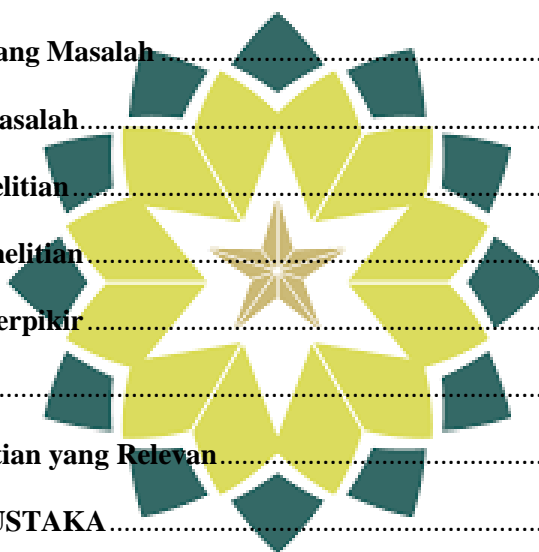 ang Masalah ........................................
asalah ........................................
elitian ........................................
nelitian ........................................
erpikir ........................................
........................................
tian yang Relevan ........................................
USTAKA ........................................